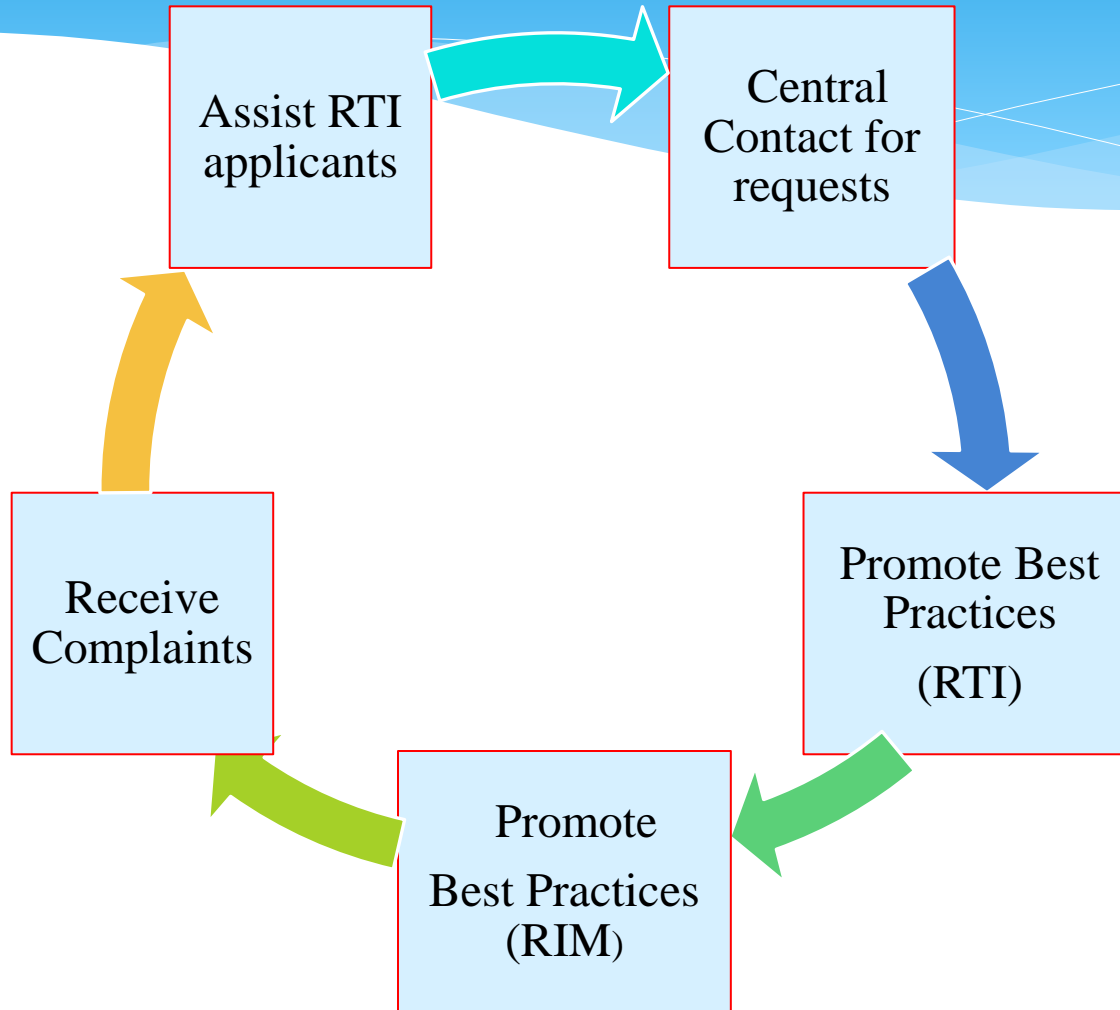 Assist RTI
applicants
Central
Contact for
requests
Promote Best
Practices
(RTI)
Promote
Best Practices
(RIM)
Receive
Complaints